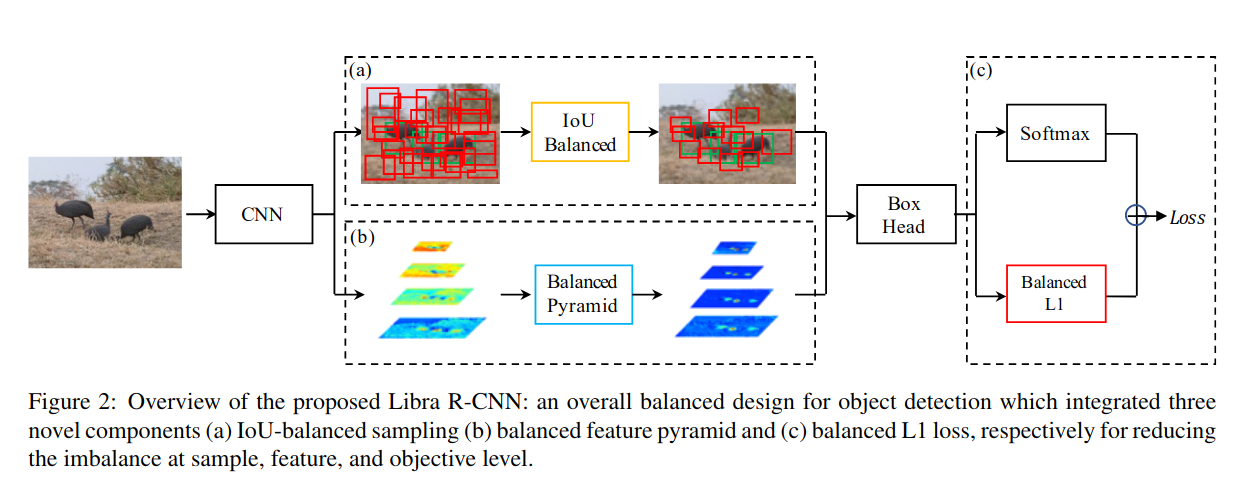 (a)
IoU
Balanced
CNN
(b)
Balanced
Pyramid
Box
Head
(c)
Softmax
Balanced
L1
Loss
Figure 2: Overview of the proposed Libra R-CNN: an overall balanced design for object detection which integrated three
novel components (a) IoU-balanced sampling (b) balanced feature pyramid and (c) balanced L1 loss, respectively for reducing
the imbalance at sample, feature, and objective level.